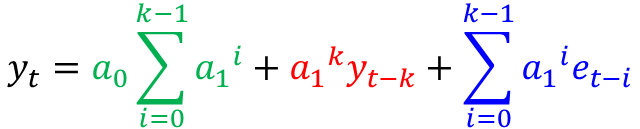 $y_t = a_0 \sum_{i=0}^{k-1} {a_1}^i + {a_1}^k y_{t-k} + \sum_{i=0}^{k-1} {a_1}^i e_{t-i}$